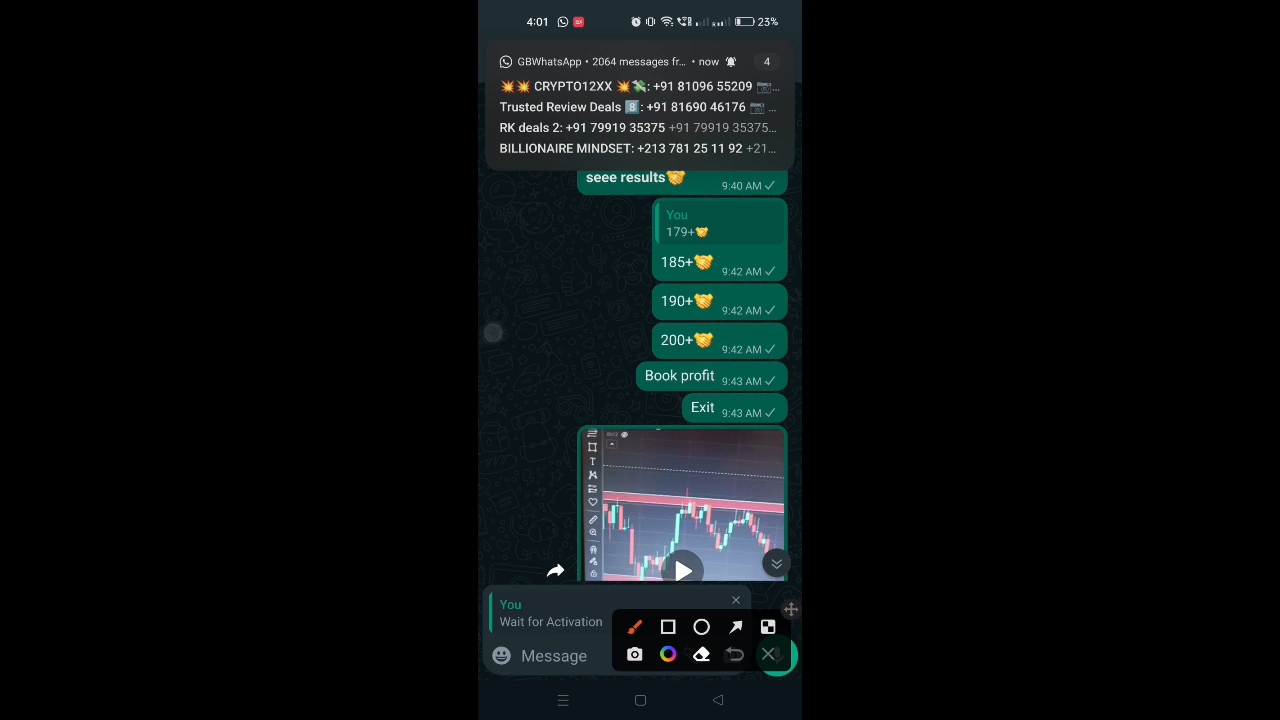 4:01 23%
GBWhatsApp • 2064 messages fr... • now 4
💥💥 CRYPTO12XX 💥💸: +91 81096 55209 📷...
Trusted Review Deals 8️⃣: +91 81690 46176 📷 ...
RK deals 2: +91 79919 35375 +91 79919 35375...
BILLIONAIRE MINDSET: +213 781 25 11 92 +21...
seee results🤝
9:40 AM
You
179+🤝
185+🤝 9:42 AM
190+🤝 9:42 AM
200+🤝 9:42 AM
Book profit 9:43 AM
Exit 9:43 AM
You
Wait for Activation
Message